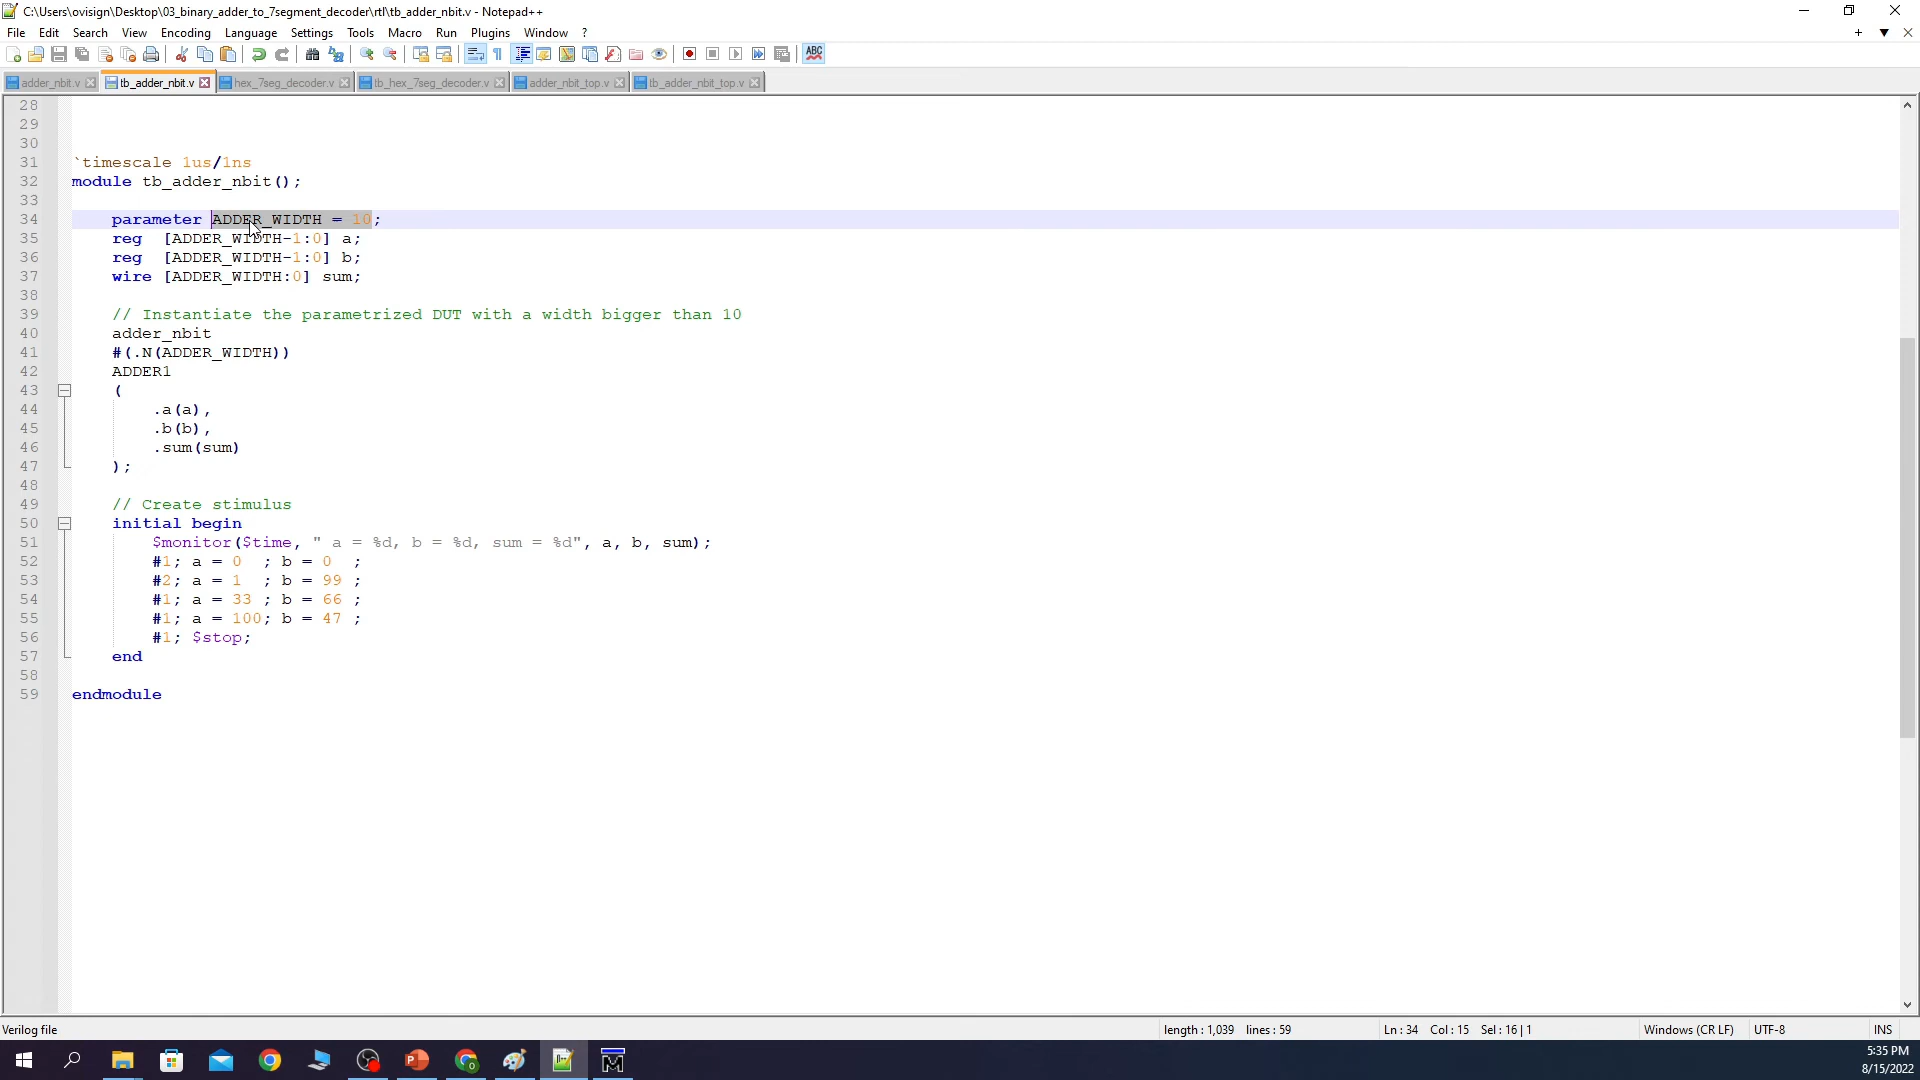 C:\Users\ovisign\Desktop\03_binary_adder_to_7segment_decoder\rtl\tb_adder_nbit.v - Notepad++
File Edit Search View Encoding Language Settings Tools Macro Run Plugins Window ?
adder_nbit.v tb_adder_nbit.v hex_7seg_decoder.v tb_hex_7seg_decoder.v adder_nbit_top.v tb_adder_nbit_top.v
28
29
30
31 `timescale 1us/1ns
32 module tb_adder_nbit();
33
34 parameter ADDER_WIDTH = 10;
35 reg [ADDER_WIDTH-1:0] a;
36 reg [ADDER_WIDTH-1:0] b;
37 wire [ADDER_WIDTH:0] sum;
38
39 // Instantiate the parametrized DUT with a width bigger than 10
40 adder_nbit
41 #(.N(ADDER_WIDTH))
42 ADDER1
43 (
44 .a(a),
45 .b(b),
46 .sum(sum)
47 );
48
49 // Create stimulus
50 initial begin
51 $monitor($time, " a = %d, b = %d, sum = %d", a, b, sum);
52 #1; a = 0 ; b = 0 ;
53 #2; a = 1 ; b = 99 ;
54 #1; a = 33 ; b = 66 ;
55 #1; a = 100; b = 47 ;
56 #1; $stop;
57 end
58
59 endmodule
Verilog file length : 1,039 lines : 59 Ln : 34 Col : 15 Sel : 16 | 1 Windows (CR LF) UTF-8 INS
5:35 PM
8/15/2022